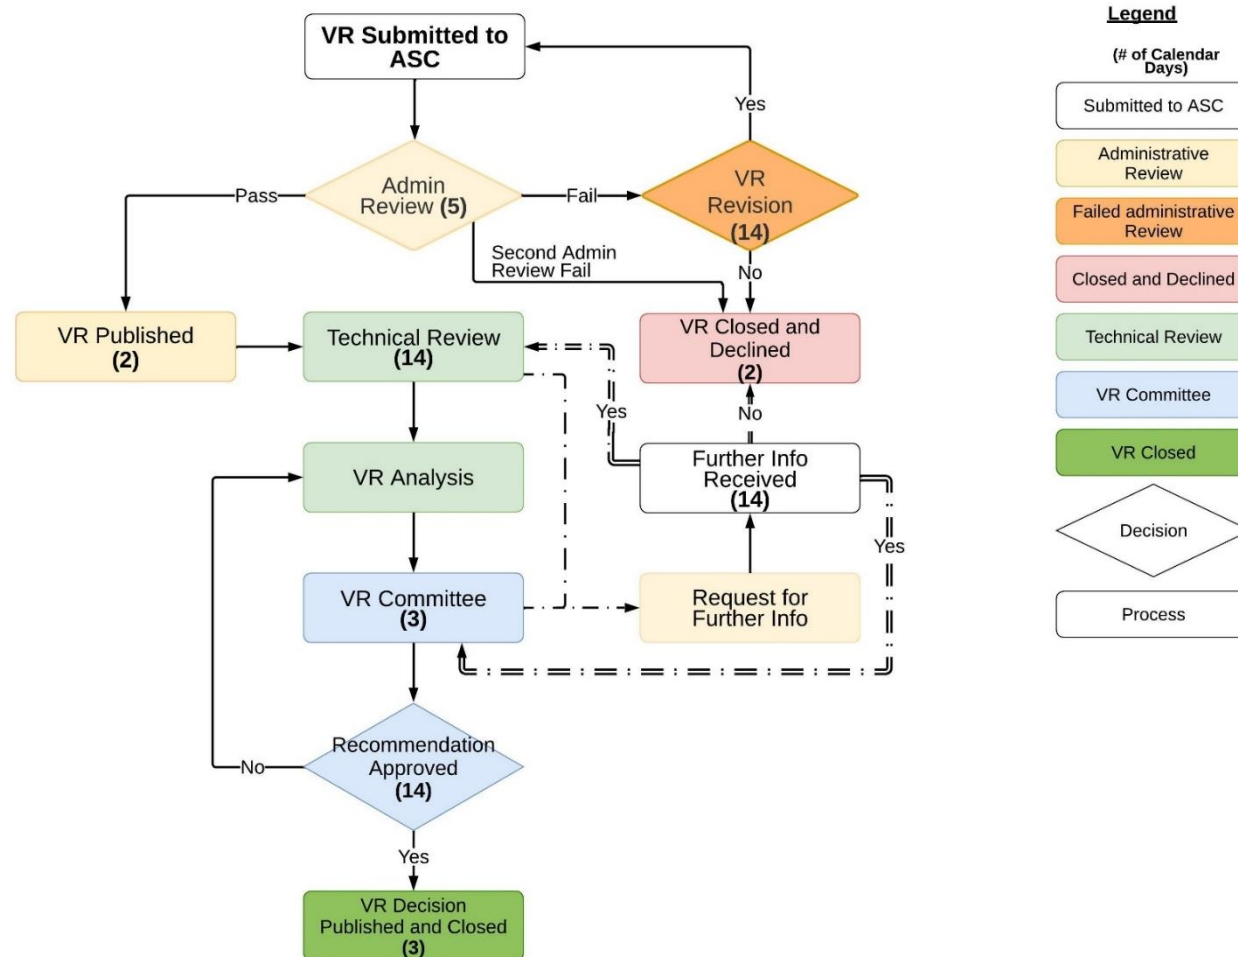 VR Submitted to
ASC
Yes
Admin
Review (5)
Pass
Fail
VR
Revision
(14)
Second Admin
Review Fail
No
VR Published
(2)
Technical Review
(14)
VR Closed and
Declined
(2)
Yes
No
VR Analysis
Further Info
Received
(14)
Yes
VR Committee
(3)
Request for
Further Info
Recommendation
Approved
(14)
No
Yes
VR Decision
Published and Closed
(3)
Legend
(# of Calendar
Days)
Submitted to ASC
Administrative
Review
Failed administrative
Review
Closed and Declined
Technical Review
VR Committee
VR Closed
Decision
Process